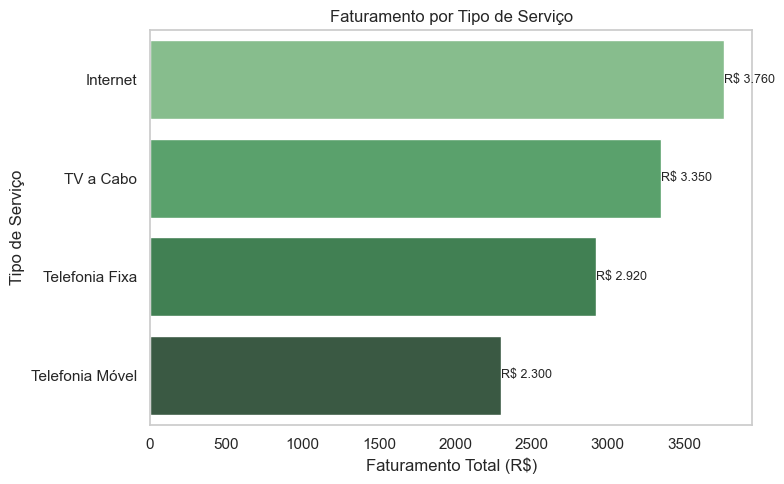 Faturamento por Tipo de Serviço
Tipo de Serviço
Internet
R$ 3.760
TV a Cabo
R$ 3.350
Telefonia Fixa
R$ 2.920
Telefonia Móvel
R$ 2.300
0 500 1000 1500 2000 2500 3000 3500
Faturamento Total (R$)